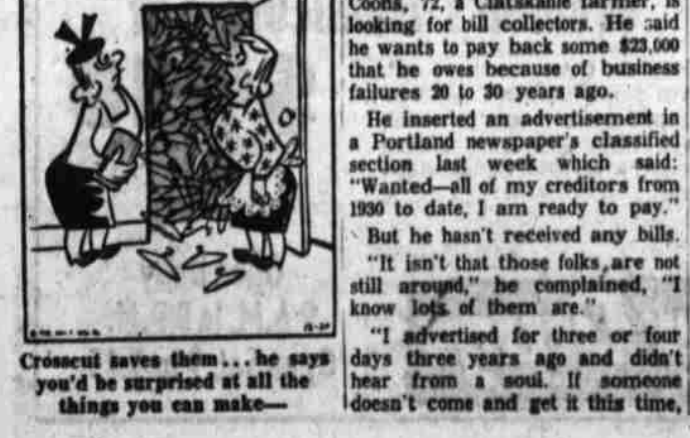 Crosscut saves them...he says
you'd be surprised at all the
things you can make—
Coons, 72, a Clatskanie farmer, is
looking for bill collectors. He said
he wants to pay back some $23,000
that he owes because of business
failures 20 to 30 years ago.
He inserted an advertisement in
a Portland newspaper's classified
section last week which said:
"Wanted—all of my creditors from
1930 to date, I am ready to pay."
But he hasn't received any bills.
"It isn't that those folks are not
still around," he complained, "I
know lots of them are."
"I advertised for three or four
days three years ago and didn't
hear from a soul. If someone
doesn't come and get it this time,